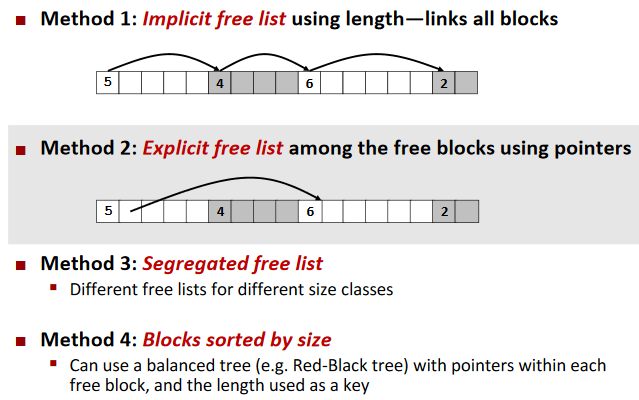 Method 1: Implicit free list using length—links all blocks
5 4 6 2
Method 2: Explicit free list among the free blocks using pointers
5 4 6 2
Method 3: Segregated free list
Different free lists for different size classes
Method 4: Blocks sorted by size
Can use a balanced tree (e.g. Red-Black tree) with pointers within each
free block, and the length used as a key